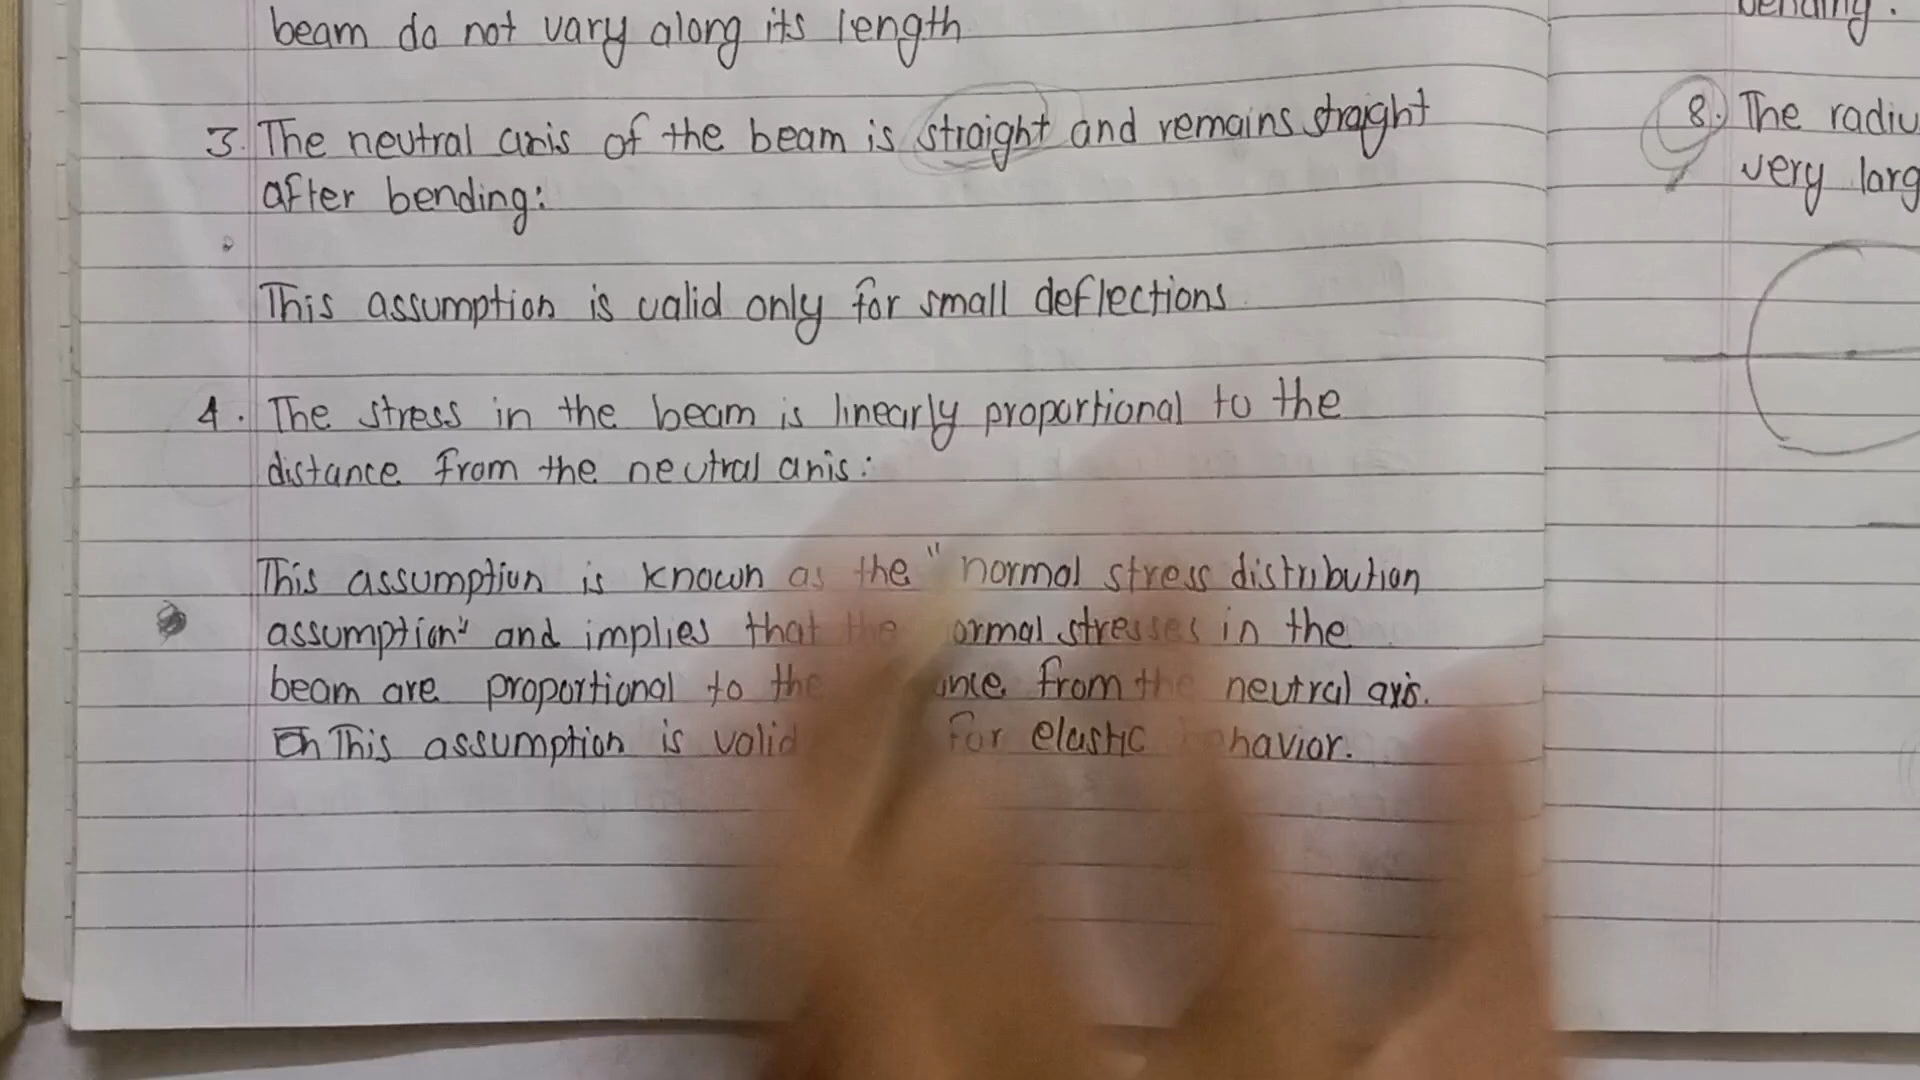 beam do not vary along its length
3. The neutral axis of the beam is straight and remains straight
after bending:
This assumption is valid only for small deflections
4. The stress in the beam is linearly proportional to the
distance from the neutral axis:
This assumption is known as the "normal stress distribution
assumption" and implies that the ormal stresses in the
beam are proportional to the from the neutral axis.
This assumption is valid for elastic havior.
bending.
8. The radiu
very larg